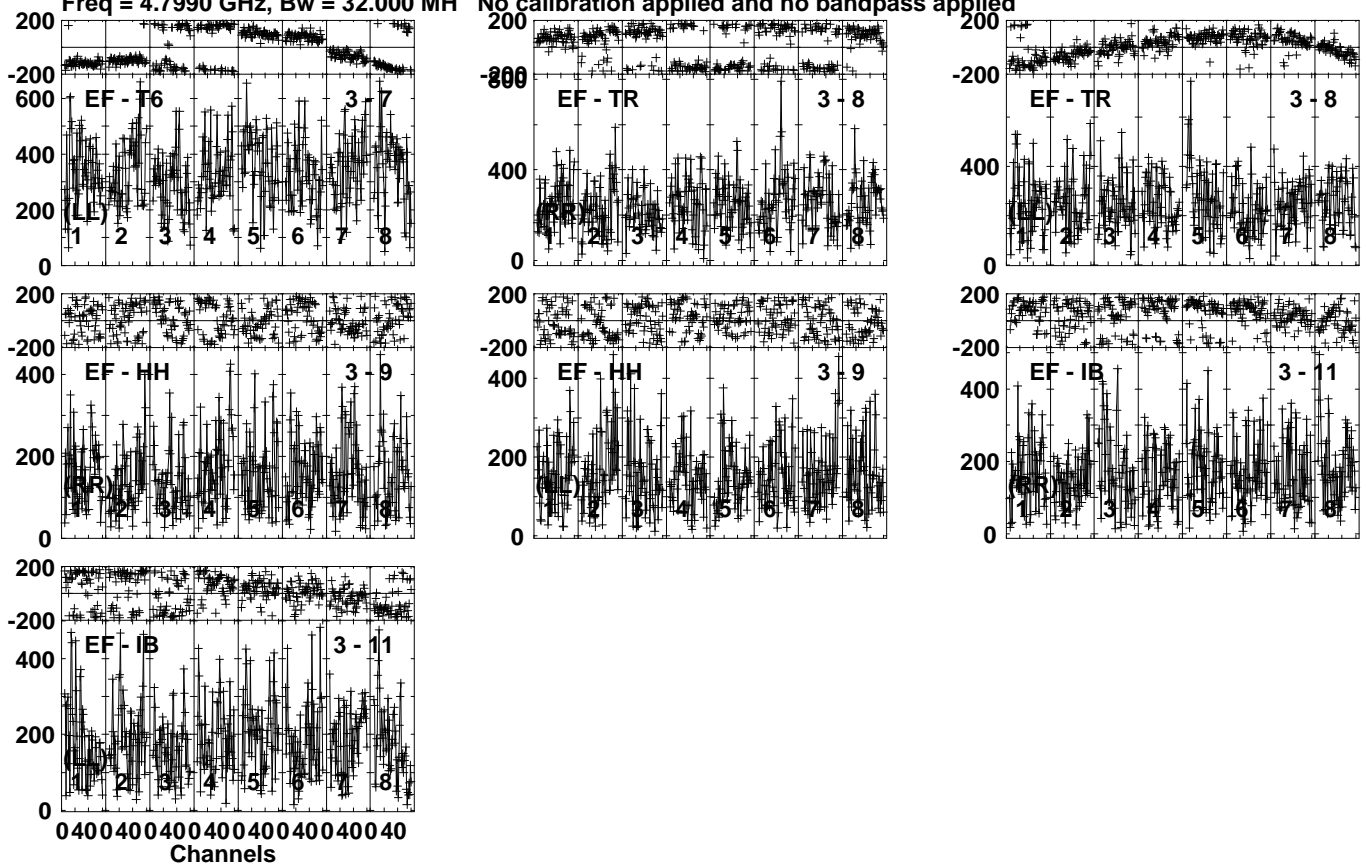 Freq = 4.7990 GHz, Bw = 32.000 MH No calibration applied and no bandpass applied
200
-200
EF - T6 3 - 7
600
400
200
0
(LL)
1 2 3 4 5 6 7 8
200
-200
EF - TR 3 - 8
400
0
(RR)
1 2 3 4 5 6 7 8
200
-200
EF - TR 3 - 8
400
0
(LL)
1 2 3 4 5 6 7 8
200
-200
EF - HH 3 - 9
400
200
0
(RR)
1 2 3 4 5 6 7 8
200
-200
EF - HH 3 - 9
400
200
0
(LL)
1 2 3 4 5 6 7 8
200
-200
EF - IB 3 - 11
400
200
0
(RR)
1 2 3 4 5 6 7 8
200
-200
EF - IB 3 - 11
400
200
0
(LL)
1 2 3 4 5 6 7 8
0 40 0 40 0 40 0 40 0 40 0 40 0 40 0 40
Channels